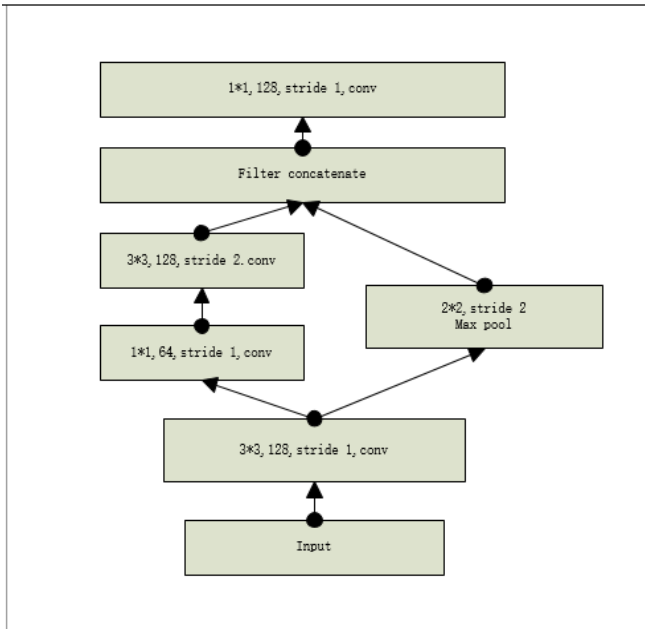 1*1,128,stride 1,conv
Filter concatenate
3*3,128,stride 2.conv
2*2,stride 2
Max pool
1*1,64,stride 1,conv
3*3,128,stride 1,conv
Input